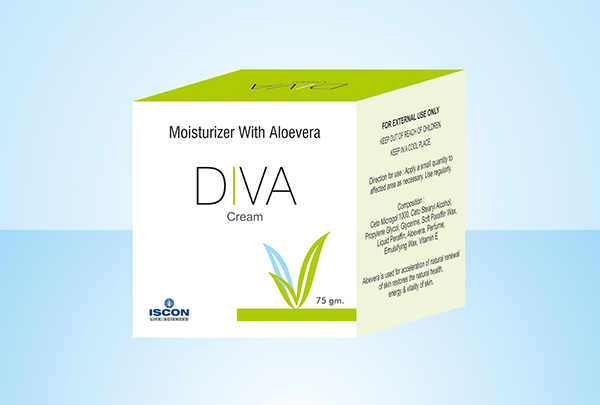 DIVA
Moisturizer With Aloevera
DIVA
Cream
75 gm.
ISCON
LIFE SCIENCES
FOR EXTERNAL USE ONLY
KEEP OUT OF REACH OF CHILDREN.
KEEP IN A COOL PLACE.
Direction for use : Apply a small quantity to
affected area as necessary. Use regularly.
Composition :
Ceto Microgol 1000, Ceto Stearyl Alcohol,
Propylene Glycol, Glycerine, Soft Paraffin Wax,
Liquid Paraffin, Aloevera, Perfume,
Emulsifying Wax, Vitamin E
Aloevera is used for acceleration of natural renewal
of skin restores the natural health,
energy & vitality of skin.